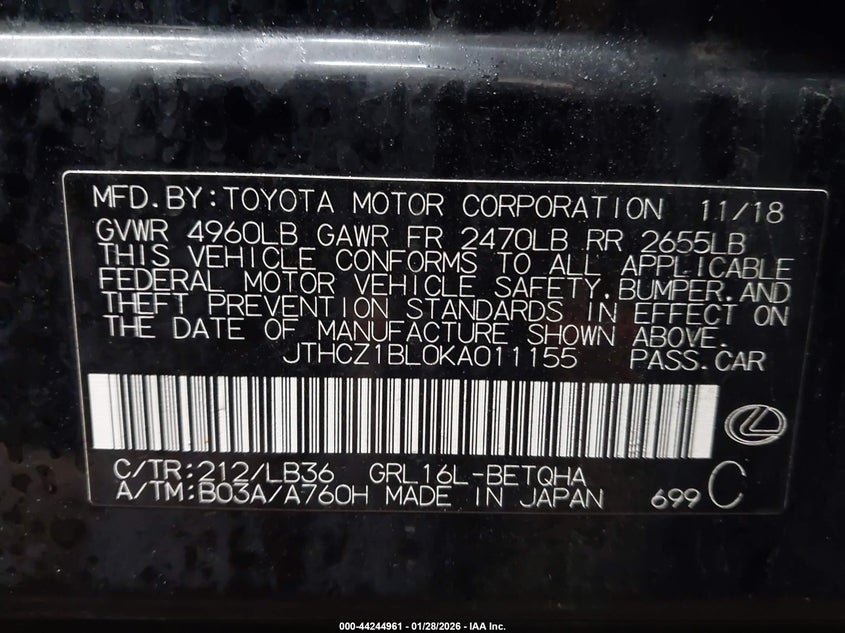 MFD.BY:TOYOTA MOTOR CORPORATION 11/18
GVWR 4960LB GAWR FR 2470LB RR 2655LB
THIS VEHICLE CONFORMS TO ALL APPLICABLE
FEDERAL MOTOR VEHICLE SAFETY,BUMPER,AND
THEFT PREVENTION STANDARDS IN EFFECT ON
THE DATE OF MANUFACTURE SHOWN ABOVE.
JTHCZ1BL0KA011155 PASS.CAR
C/TR:212/LB36 GRL16L-BETQHA
A/TM:B03A/A760H MADE IN JAPAN 699 C
000-44244961 - 01/28/2026 - IAA Inc.